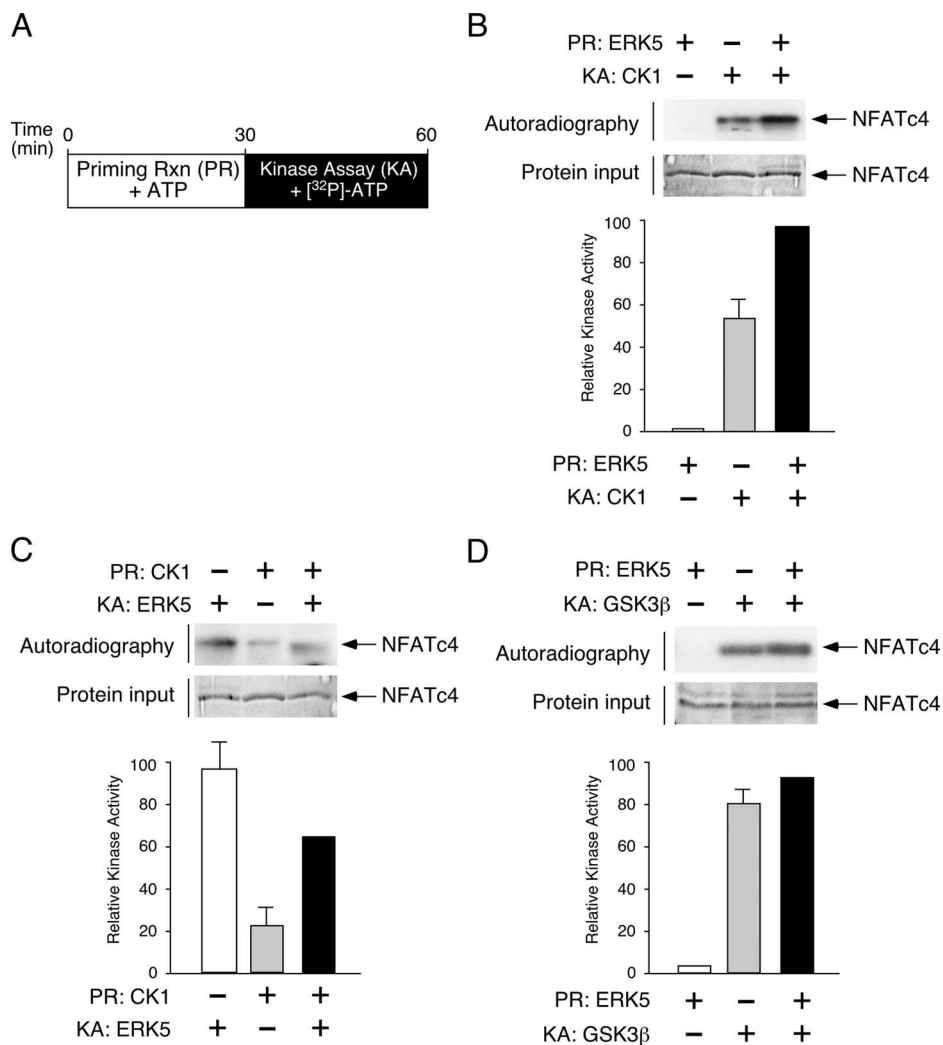 A
Time
(min)
0 30 60
Priming Rxn (PR)
+ ATP
Kinase Assay (KA)
+ [³²P]-ATP
B
PR: ERK5 + – +
KA: CK1 – + +
Autoradiography NFATc4
Protein input NFATc4
Relative Kinase Activity
100
80
60
40
20
0
PR: ERK5 + – +
KA: CK1 – + +
C
PR: CK1 – + +
KA: ERK5 + – +
Autoradiography NFATc4
Protein input NFATc4
Relative Kinase Activity
100
80
60
40
20
0
PR: CK1 – + +
KA: ERK5 + – +
D
PR: ERK5 + – +
KA: GSK3β – + +
Autoradiography NFATc4
Protein input NFATc4
Relative Kinase Activity
100
80
60
40
20
0
PR: ERK5 + – +
KA: GSK3β – + +